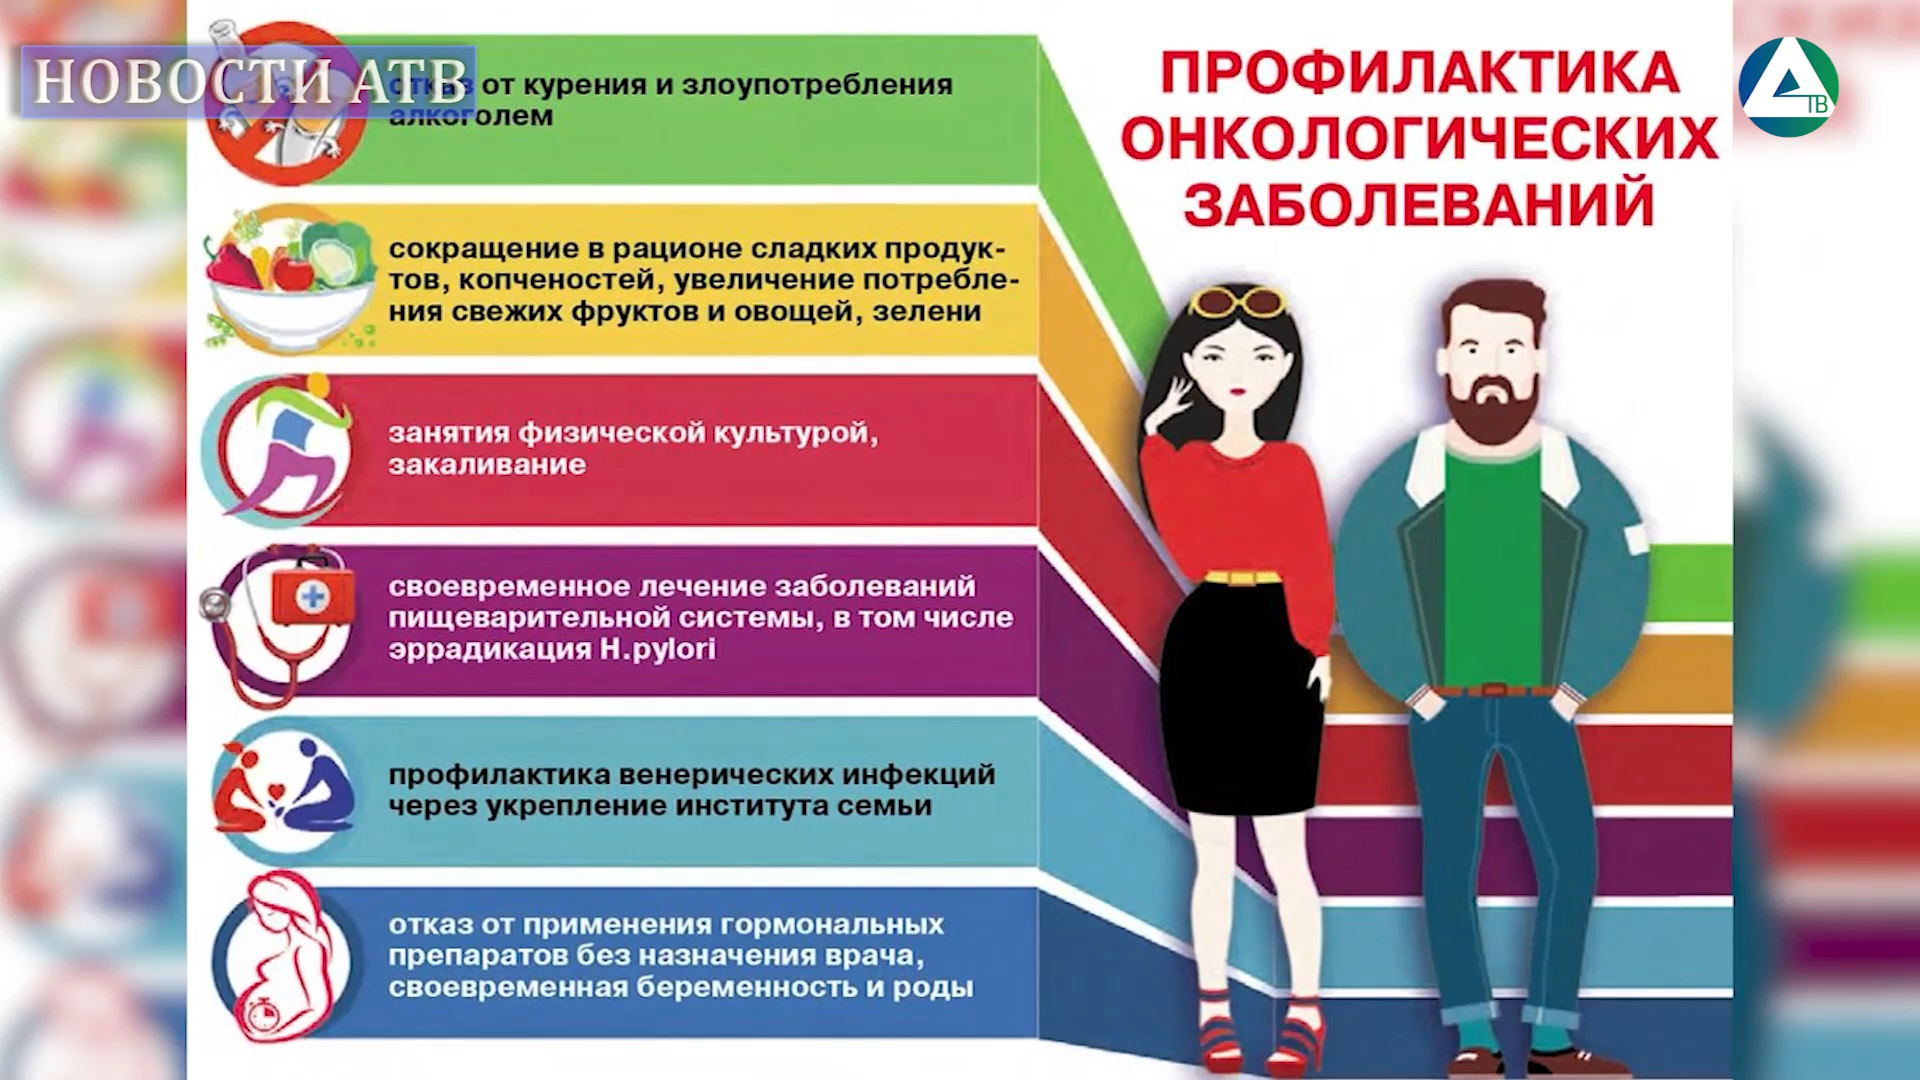 НОВОСТИ АТВ
отказ от курения и злоупотребления
алкоголем
сокращение в рационе сладких продук-
тов, копченостей, увеличение потребле-
ния свежих фруктов и овощей, зелени
занятия физической культурой,
закаливание
своевременное лечение заболеваний
пищеварительной системы, в том числе
эррадикация H.pylori
профилактика венерических инфекций
через укрепление института семьи
отказ от применения гормональных
препаратов без назначения врача,
своевременная беременность и роды
ПРОФИЛАКТИКА
ОНКОЛОГИЧЕСКИХ
ЗАБОЛЕВАНИЙ
ТВ